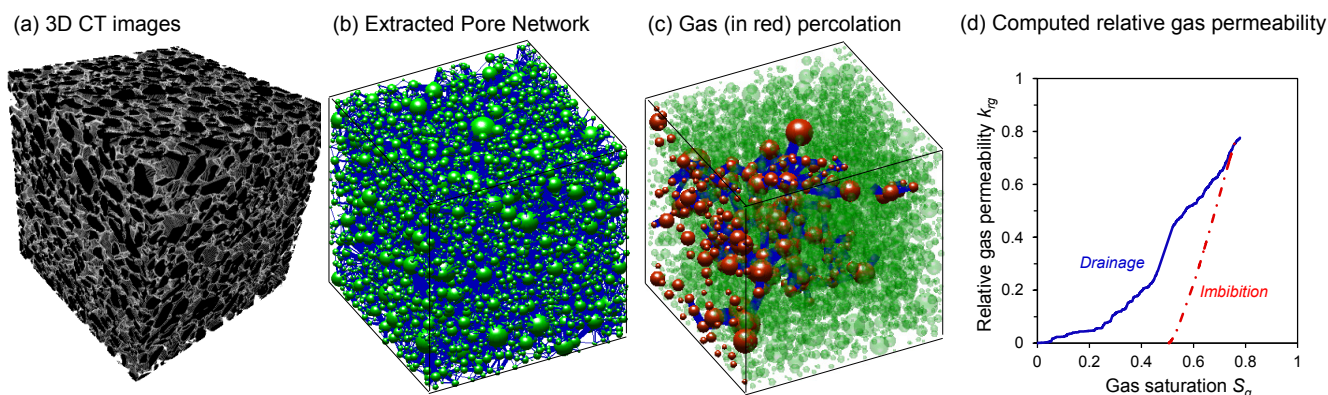 (a) 3D CT images
(b) Extracted Pore Network
(c) Gas (in red) percolation
(d) Computed relative gas permeability
Relative gas permeability k_rg
1
0.8
0.6
0.4
0.2
0
Drainage
Imbibition
0
0.2
0.4
0.6
0.8
1
Gas saturation S_g